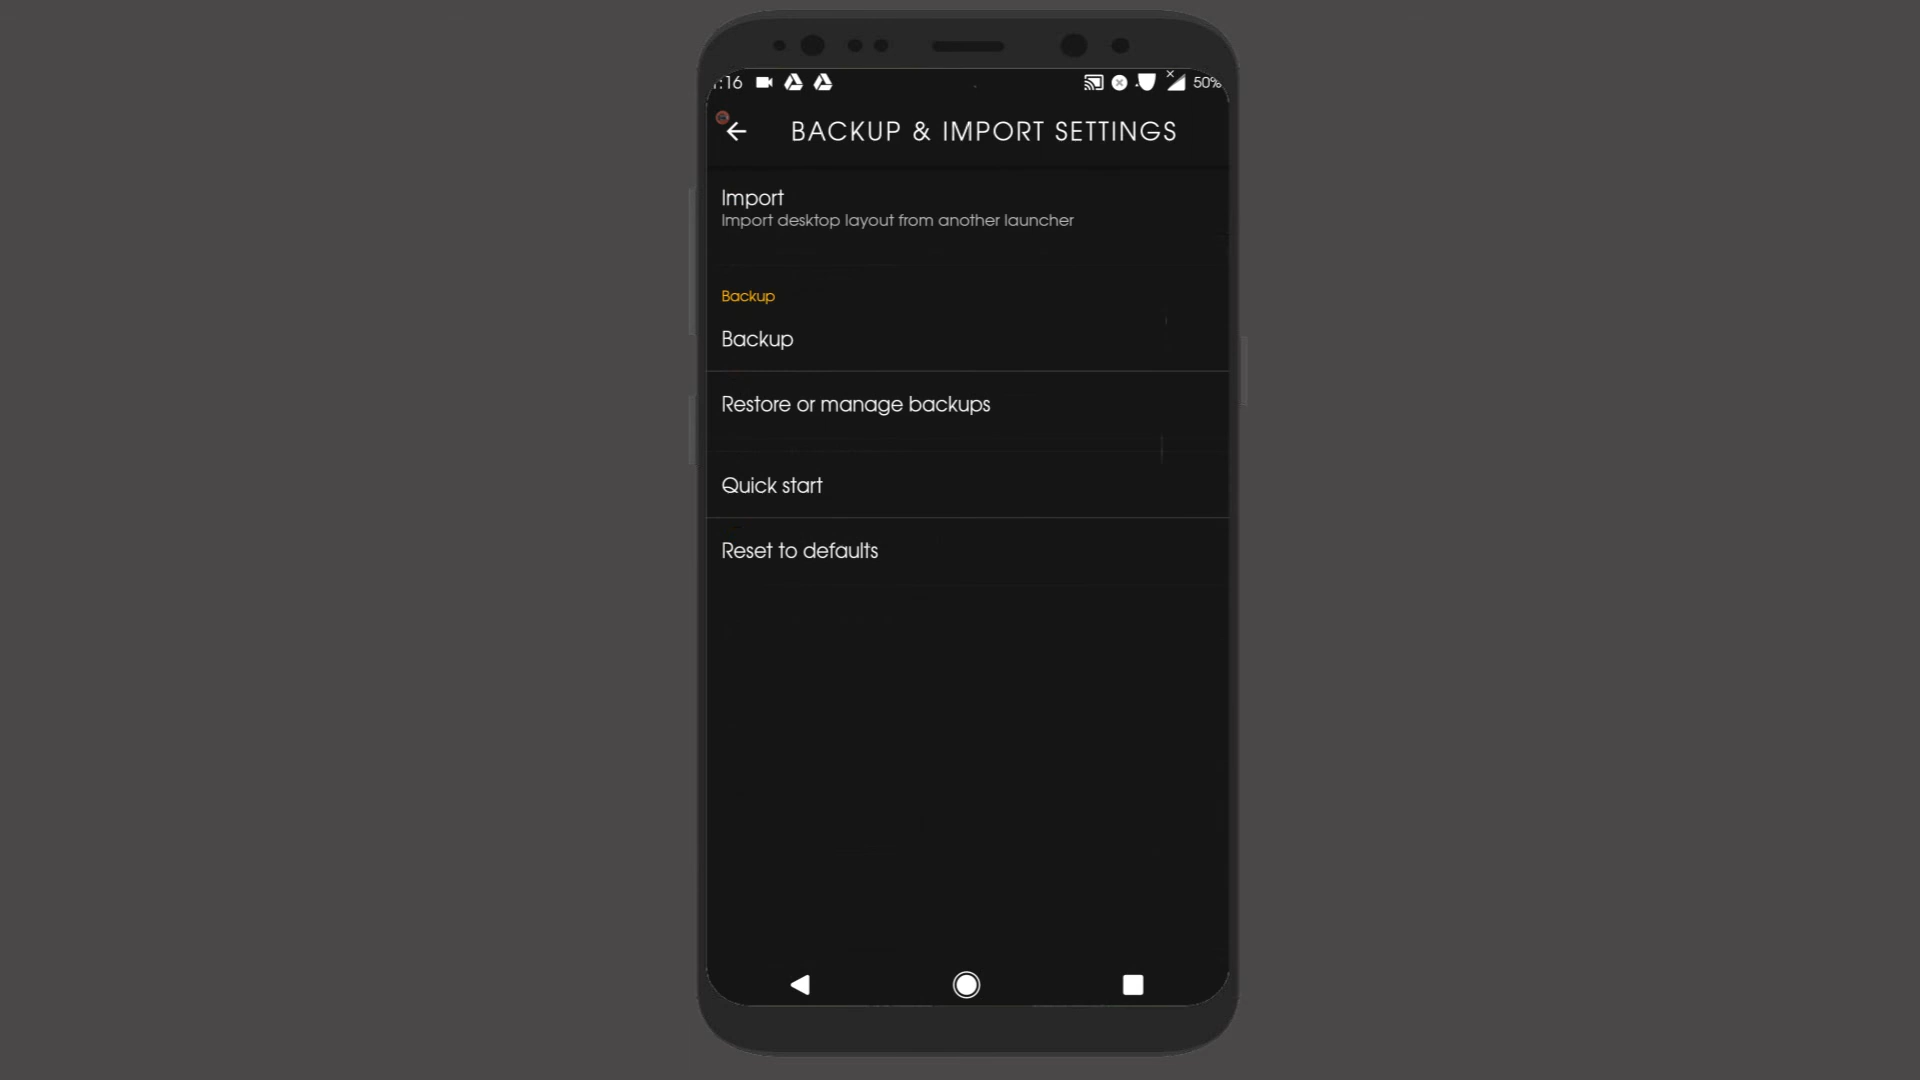 :16
50%
BACKUP & IMPORT SETTINGS
Import
Import desktop layout from another launcher
Backup
Backup
Restore or manage backups
Quick start
Reset to defaults